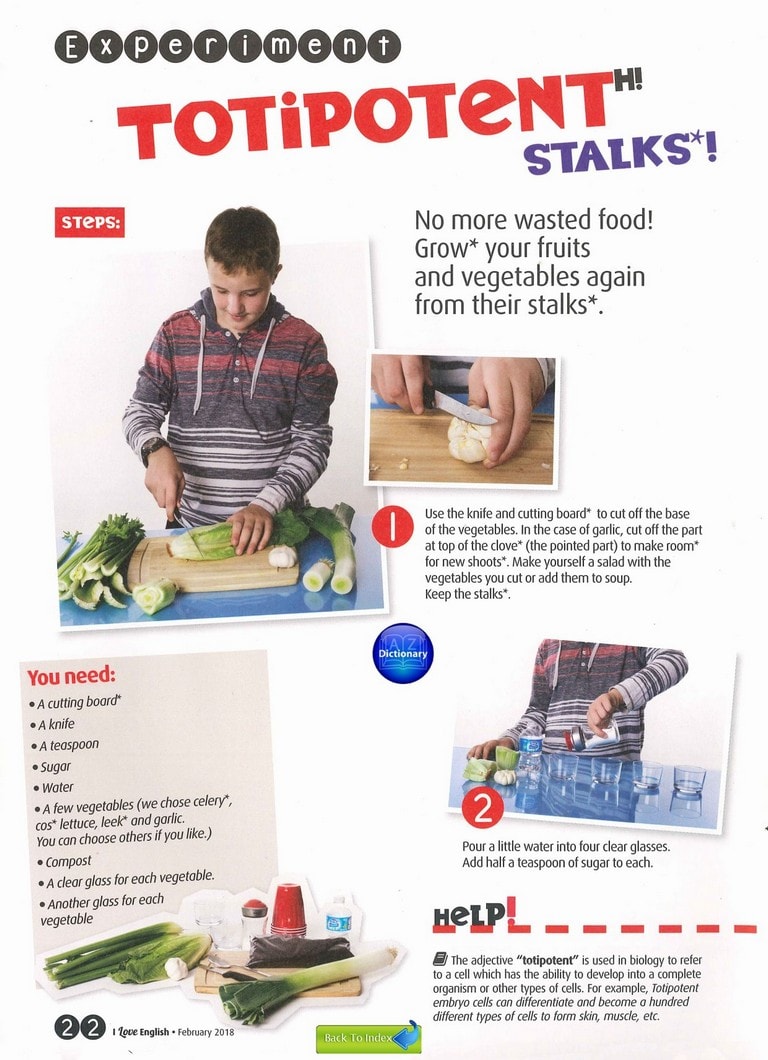 Experiment
TOTiPOTENT H!
STALKS*!
STEPS:
No more wasted food!
Grow* your fruits
and vegetables again
from their stalks*.
1
Use the knife and cutting board* to cut off the base
of the vegetables. In the case of garlic, cut off the part
at top of the clove* (the pointed part) to make room*
for new shoots*. Make yourself a salad with the
vegetables you cut or add them to soup.
Keep the stalks*.
A Z
Dictionary
You need:
• A cutting board*
• A knife
• A teaspoon
• Sugar
• Water
• A few vegetables (we chose celery*,
cos* lettuce, leek* and garlic.
You can choose others if you like.)
• Compost
• A clear glass for each vegetable.
• Another glass for each
vegetable
2
Pour a little water into four clear glasses.
Add half a teaspoon of sugar to each.
HELP!
The adjective “totipotent” is used in biology to refer
to a cell which has the ability to develop into a complete
organism or other types of cells. For example, Totipotent
embryo cells can differentiate and become a hundred
different types of cells to form skin, muscle, etc.
22 I Love English • February 2018
Back To Index